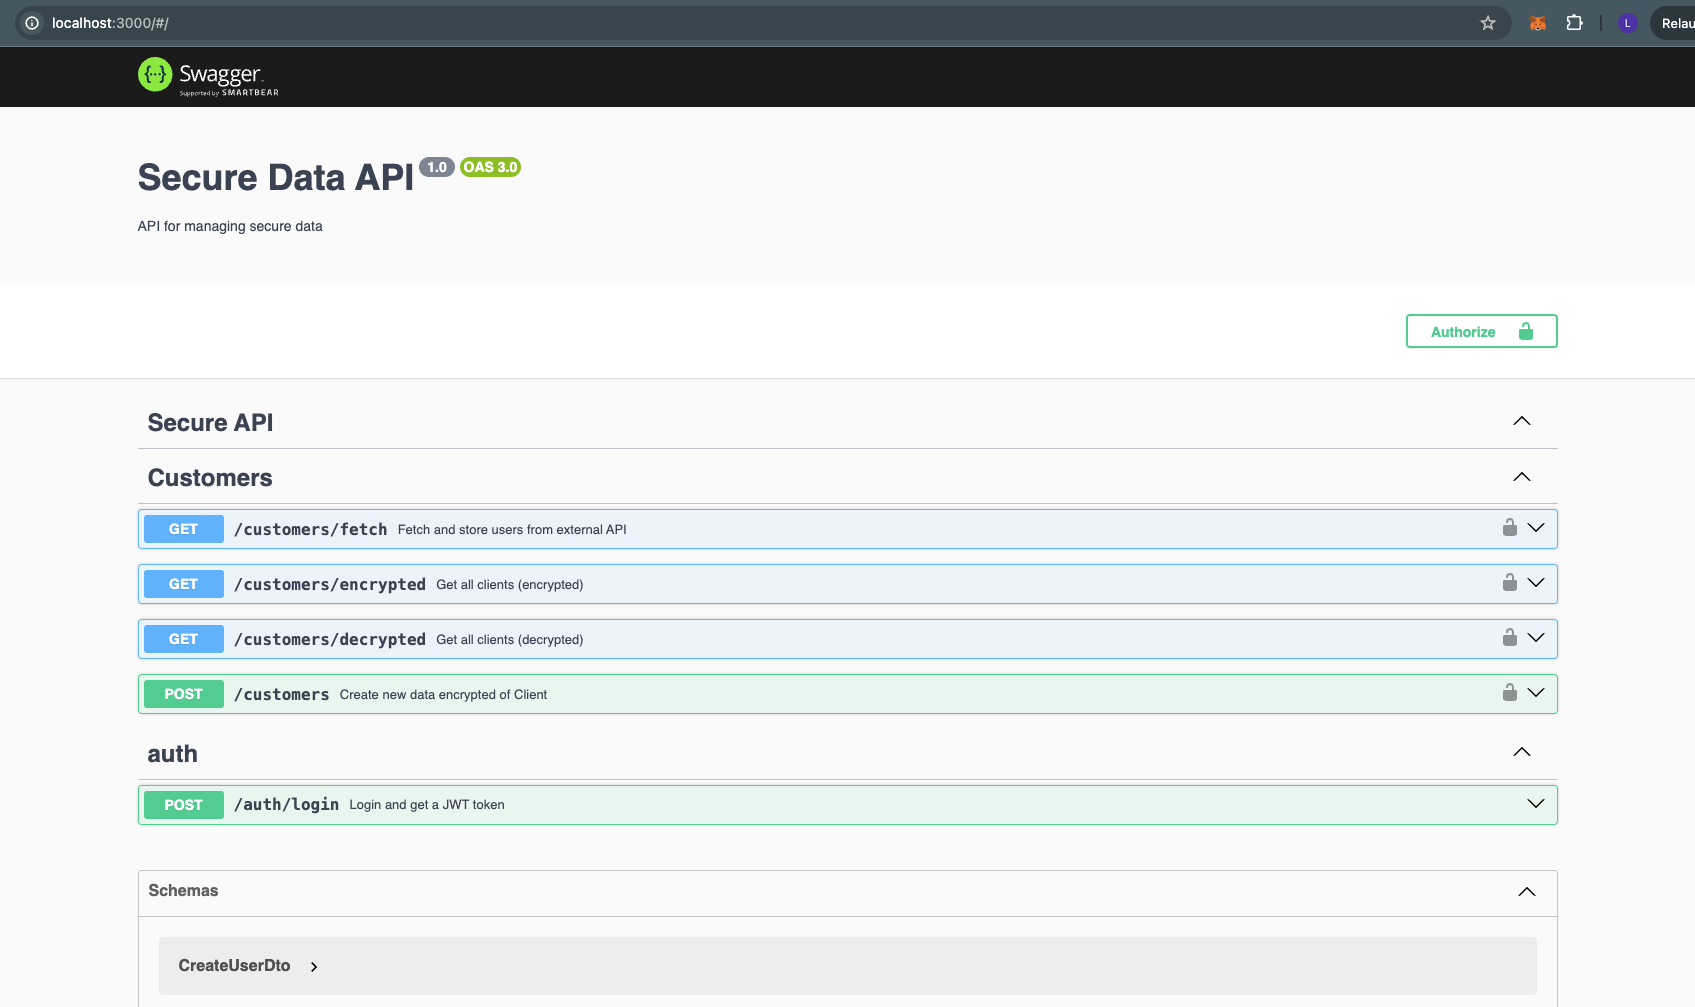 localhost:3000/#/
L
Relau
Swagger.
Supported by SMARTBEAR
Secure Data API 1.0 OAS 3.0
API for managing secure data
Authorize
Secure API
Customers
GET /customers/fetch Fetch and store users from external API
GET /customers/encrypted Get all clients (encrypted)
GET /customers/decrypted Get all clients (decrypted)
POST /customers Create new data encrypted of Client
auth
POST /auth/login Login and get a JWT token
Schemas
CreateUserDto